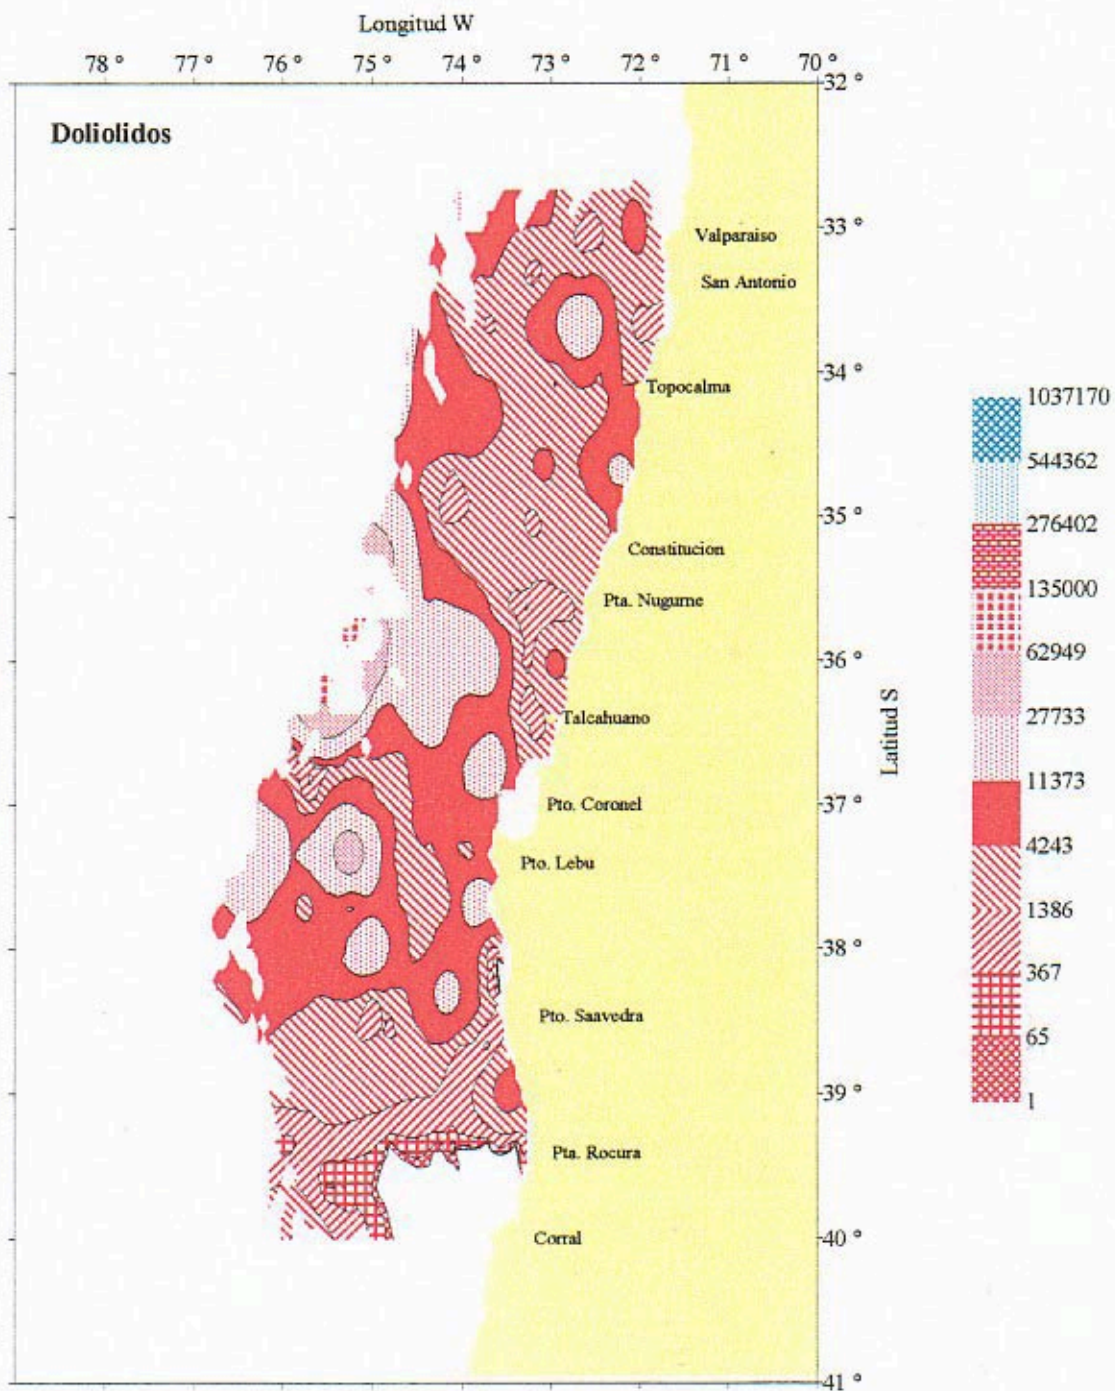 Longitud W
78 ° 77 ° 76 ° 75 ° 74 ° 73 ° 72 ° 71 ° 70 °
32 °
Doliolidos
33 °
Valparaiso
San Antonio
34 °
Topocalma
35 °
Constitucion
Pta. Nugurne
36 °
Talcahuano
Latitud S
37 °
Pto. Coronel
Pto. Lebu
38 °
Pto. Saavedra
39 °
Pta. Rocura
40 °
Corral
41 °
1037170
544362
276402
135000
62949
27733
11373
4243
1386
367
65
1